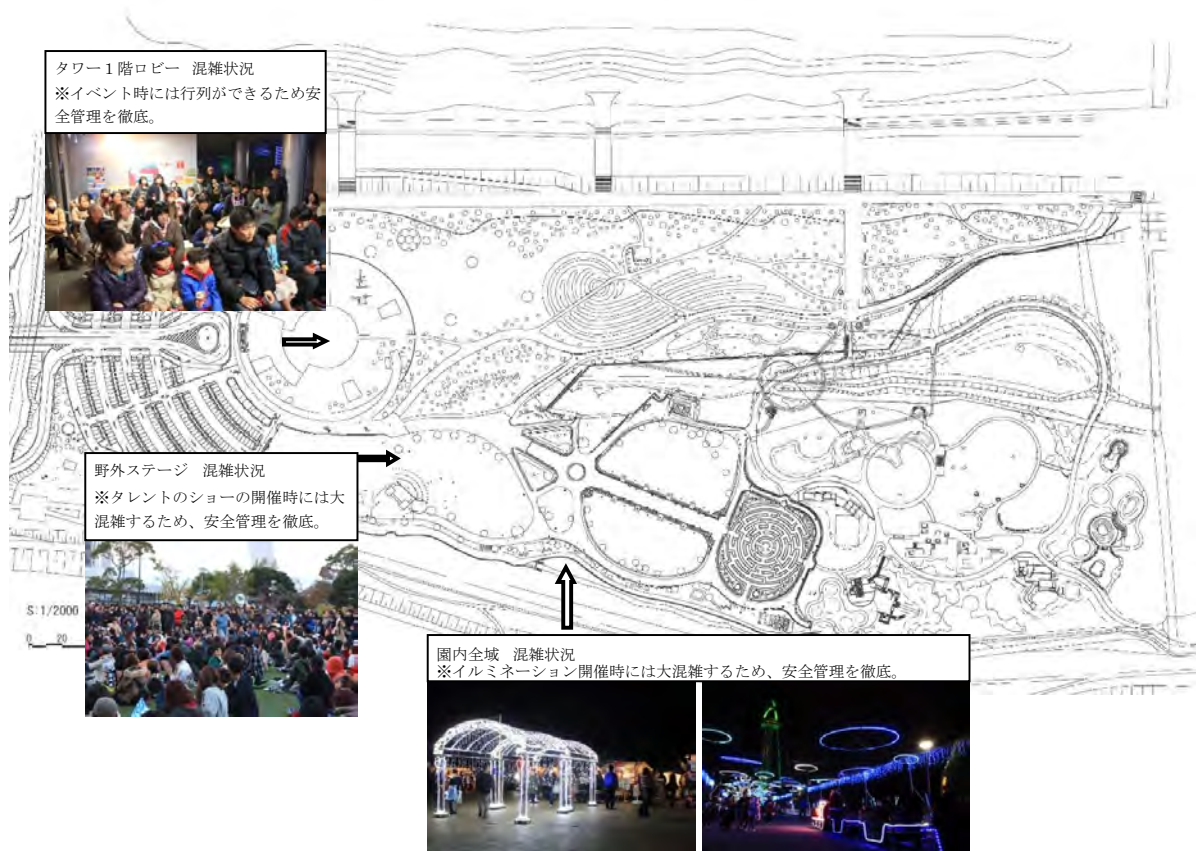 タワー１階ロビー 混雑状況
※イベント時には行列ができるため安
全管理を徹底。
野外ステージ 混雑状況
※タレントのショーの開催時には大
混雑するため、安全管理を徹底。
S:1/2000
0 20
園内全域 混雑状況
※イルミネーション開催時には大混雑するため、安全管理を徹底。